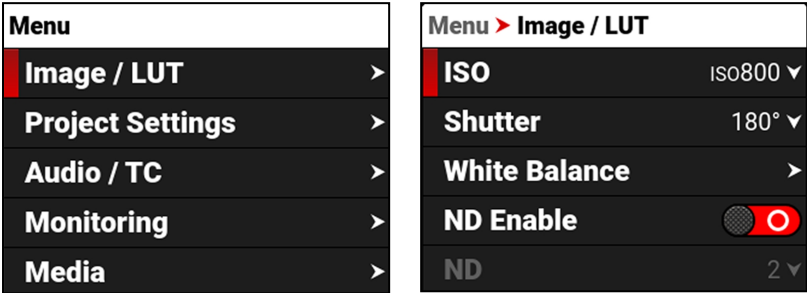 Menu
Image / LUT
Project Settings
Audio / TC
Monitoring
Media
Menu > Image / LUT
ISO ISO800
Shutter 180°
White Balance
ND Enable
ND 2